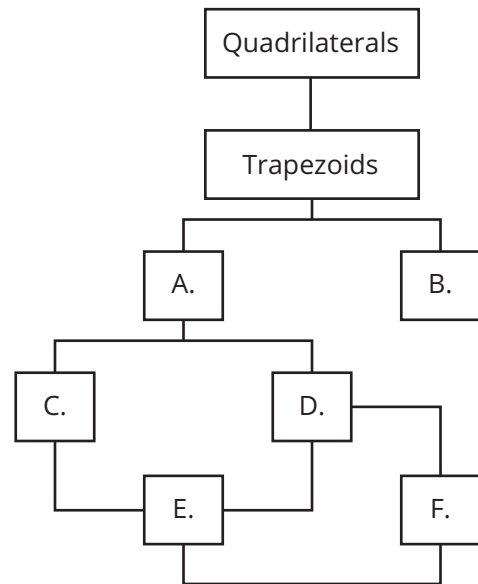 Quadrilaterals
Trapezoids
A.
B.
C.
D.
E.
F.